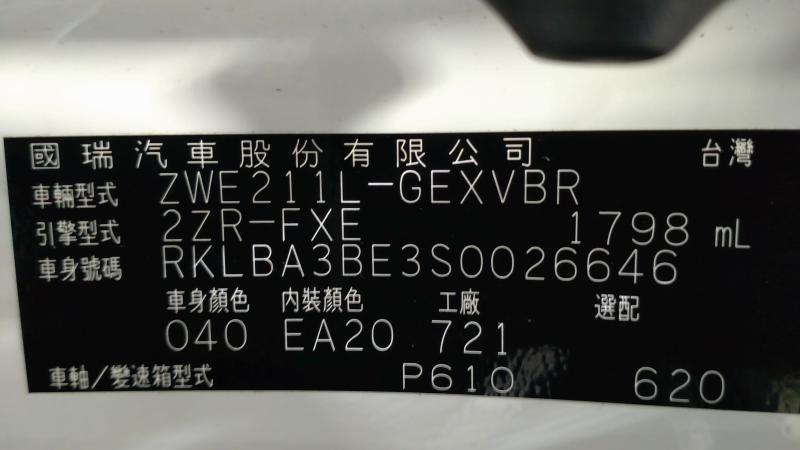 國瑞汽車股份有限公司 台灣
車輛型式 ZWE211L-GEXVBR
引擎型式 2ZR-FXE 1798 mL
車身號碼 RKLBA3BE3S0026646
車身顏色 內裝顏色 工廠 選配
040 EA20 721
車軸/變速箱型式 P610 620